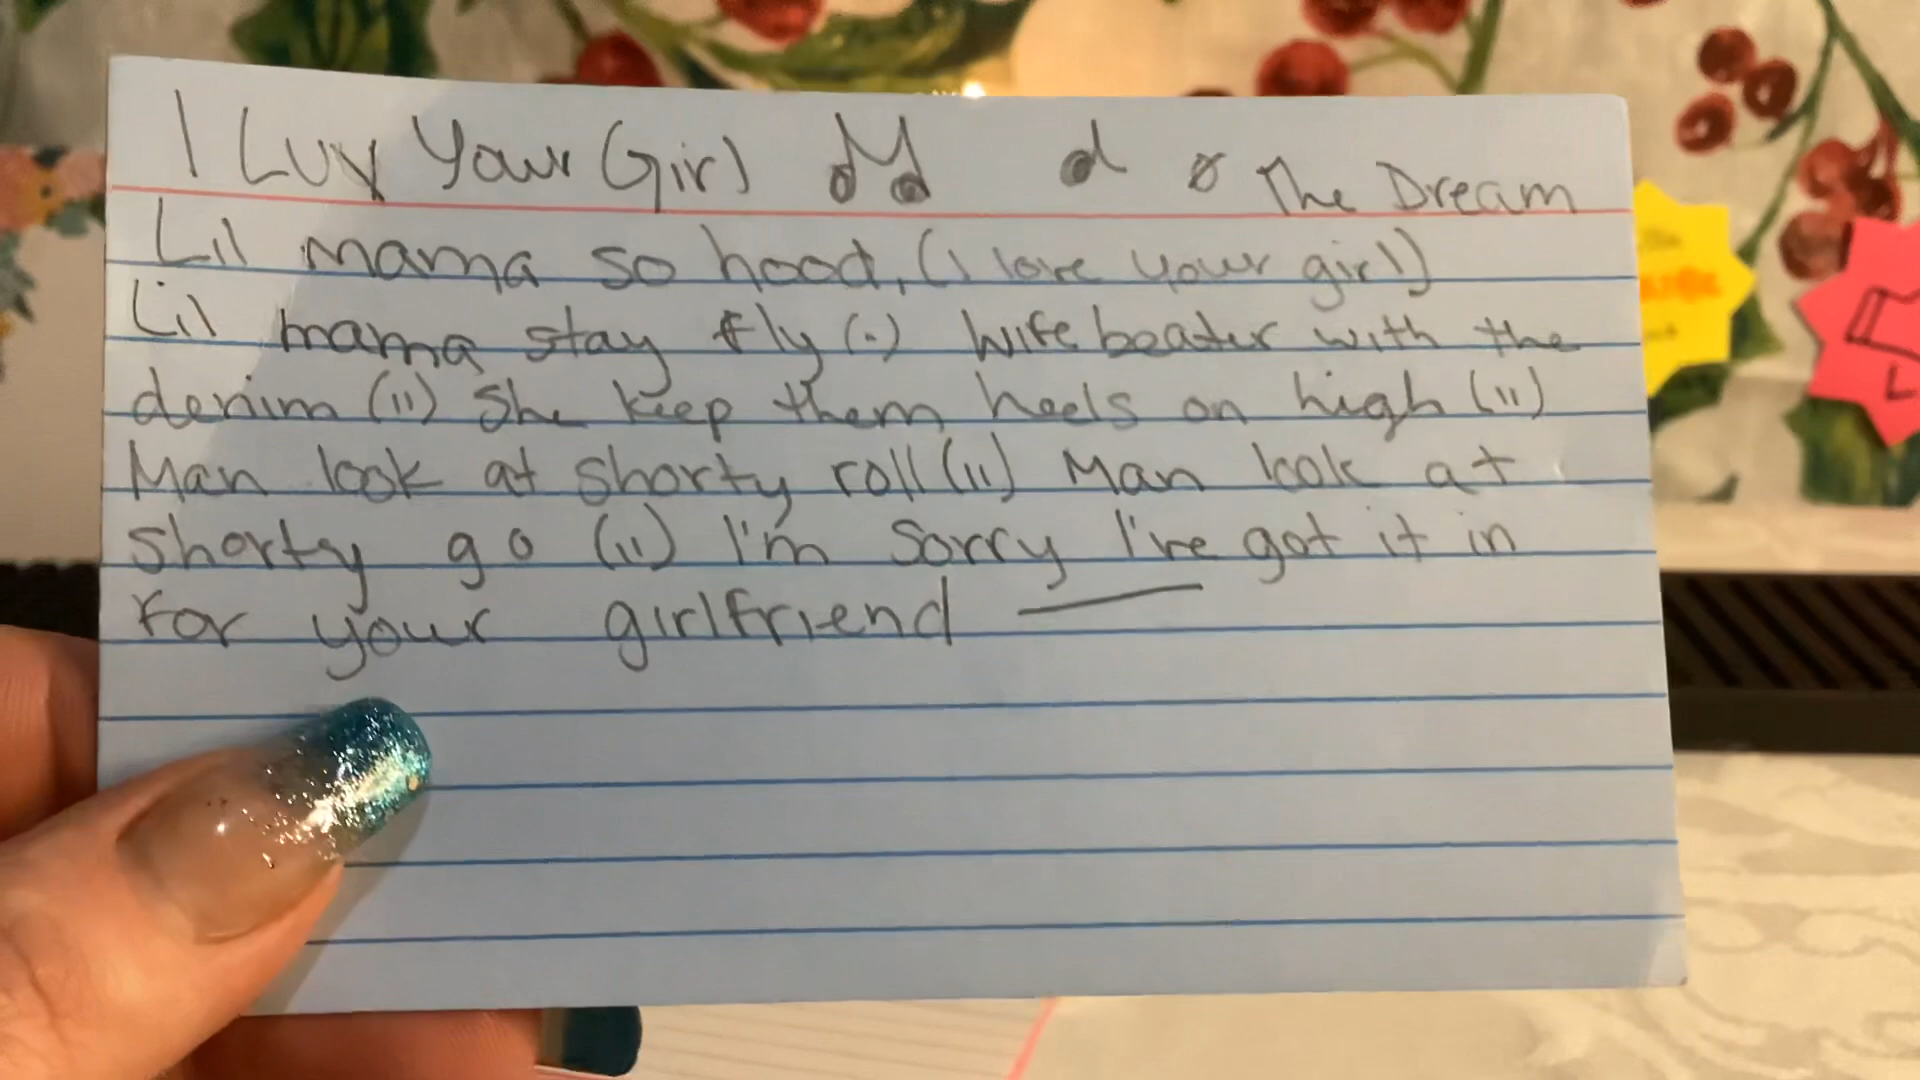 I Luv Your Girl The Dream
Lil mama so hood, (I love your girl)
Lil mama stay fly (") Wife beater with the
denim (") She keep them heels on high (")
Man look at shorty roll (") Man look at
shorty go (") I'm sorry I've got it in
for your girlfriend —
L